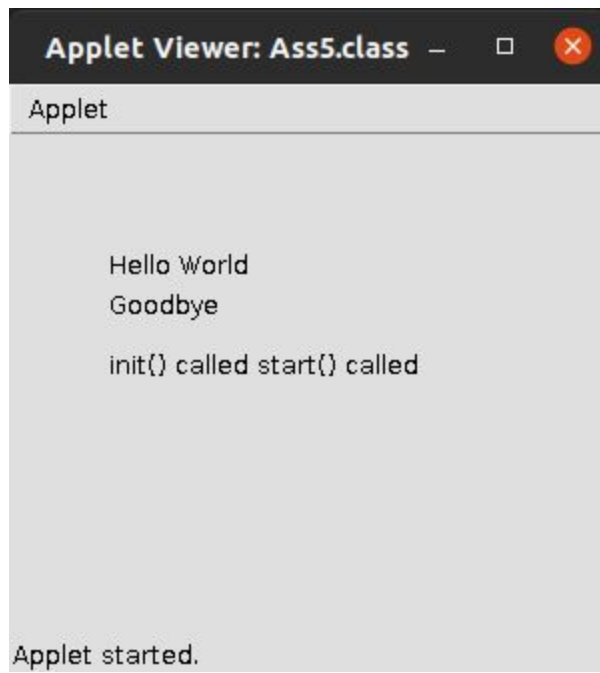 Applet Viewer: Ass5.class
Applet
Hello World
Goodbye
init() called start() called
Applet started.